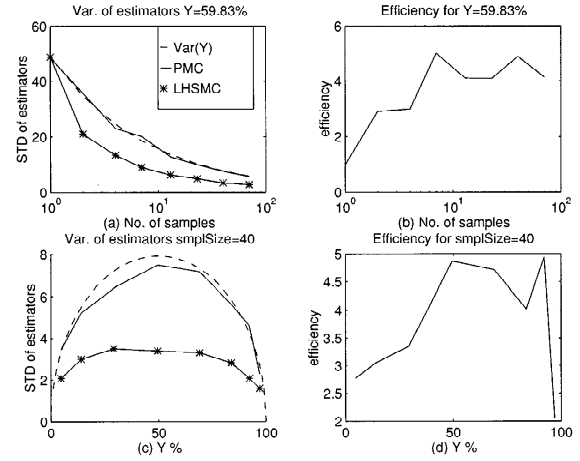 Var. of estimators Y=59.83%
60
40
20
0
STD of estimators
Var(Y)
PMC
LHSMC
10^0
10^1
10^2
(a) No. of samples
Efficiency for Y=59.83%
6
4
2
0
efficiency
10^0
10^1
10^2
(b) No. of samples
Var. of estimators smplSize=40
8
6
4
2
0
STD of estimators
0
50
100
(c) Y %
Efficiency for smplSize=40
5
4.5
4
3.5
3
2.5
2
efficiency
0
50
100
(d) Y %